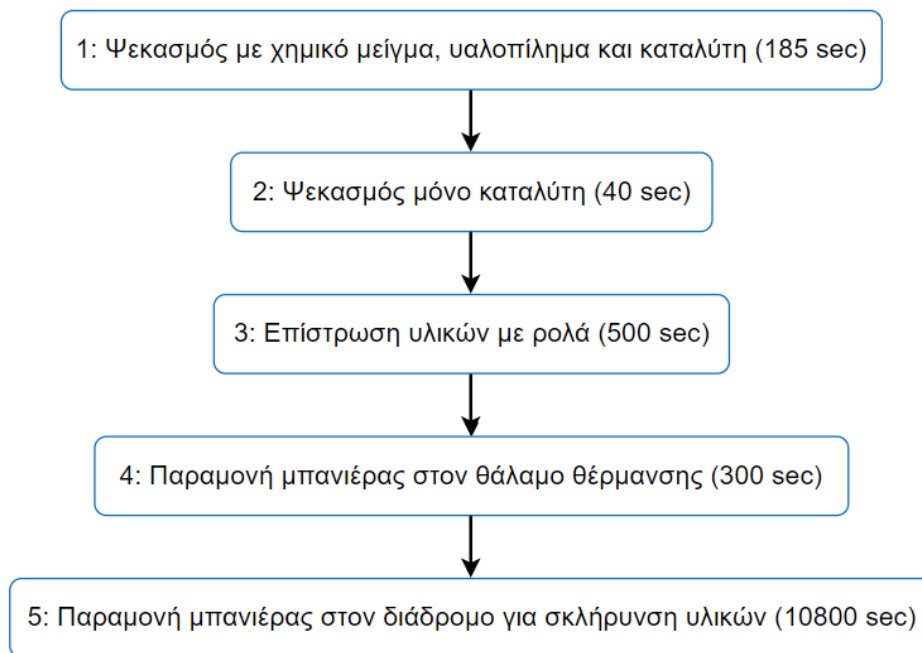 1: Ψεκασμός με χημικό μείγμα, υαλοπίλημα και καταλύτη (185 sec)
2: Ψεκασμός μόνο καταλύτη (40 sec)
3: Επίστρωση υλικών με ρολά (500 sec)
4: Παραμονή μπανιέρας στον θάλαμο θέρμανσης (300 sec)
5: Παραμονή μπανιέρας στον διάδρομο για σκλήρυνση υλικών (10800 sec)